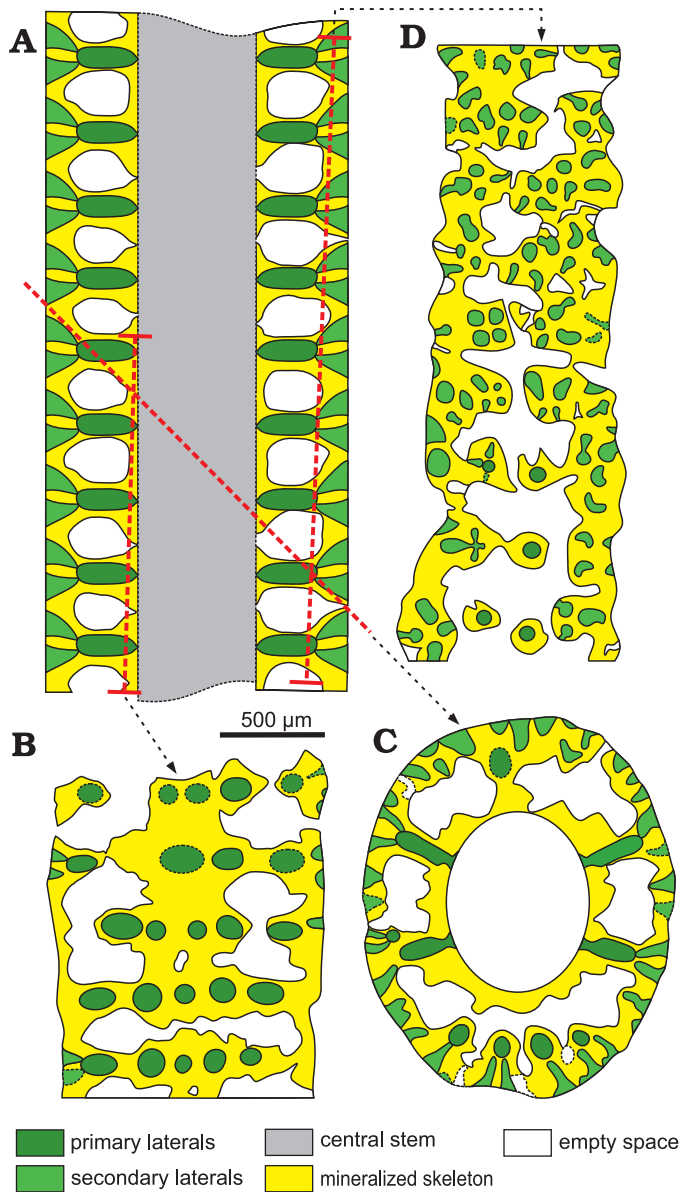 A
D
500 µm
B
C
primary laterals
central stem
empty space
secondary laterals
mineralized skeleton